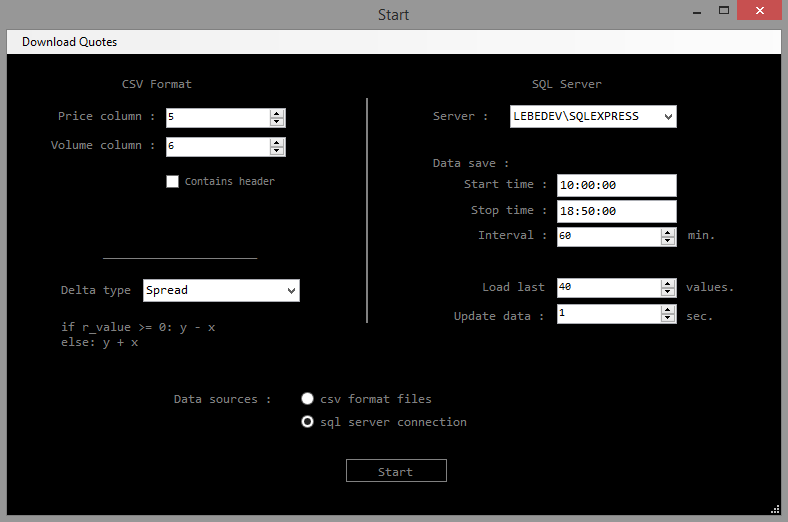 Start
Download Quotes
CSV Format
Price column : 5
Volume column : 6
Contains header
Delta type Spread
if r_value >= 0: y - x
else: y + x
SQL Server
Server : LEBEDEV\SQLEXPRESS
Data save :
Start time : 10:00:00
Stop time : 18:50:00
Interval : 60 min.
Load last 40 values.
Update data : 1 sec.
Data sources : csv format files
sql server connection
Start